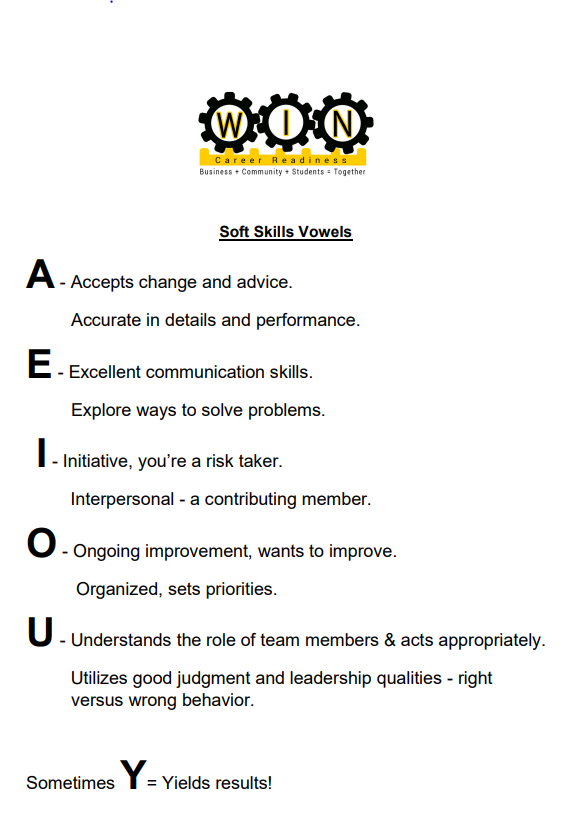 W I N
Career Readiness
Business + Community + Students = Together
Soft Skills Vowels
A - Accepts change and advice.
Accurate in details and performance.
E - Excellent communication skills.
Explore ways to solve problems.
I - Initiative, you’re a risk taker.
Interpersonal - a contributing member.
O - Ongoing improvement, wants to improve.
Organized, sets priorities.
U - Understands the role of team members & acts appropriately.
Utilizes good judgment and leadership qualities - right
versus wrong behavior.
Sometimes Y = Yields results!